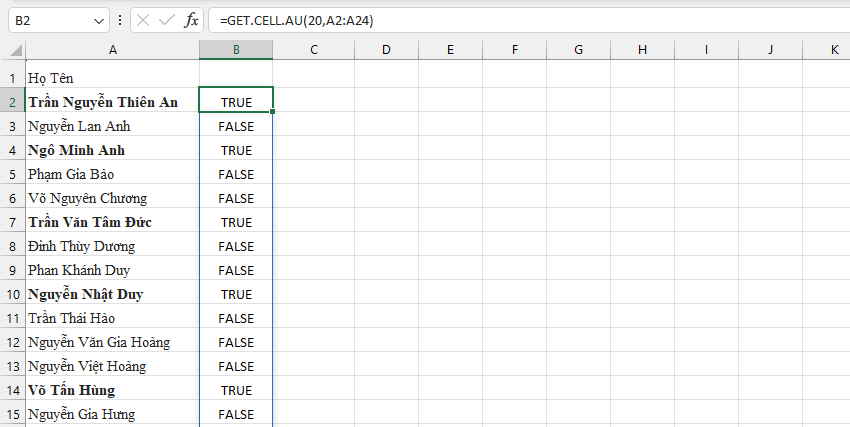 B2 fx =GET.CELL.AU(20,A2:A24)
A B C D E F G H I J K
1 Họ Tên
2 Trần Nguyễn Thiên An TRUE
3 Nguyễn Lan Anh FALSE
4 Ngô Minh Anh TRUE
5 Phạm Gia Bảo FALSE
6 Võ Nguyên Chương FALSE
7 Trần Văn Tâm Đức TRUE
8 Đinh Thùy Dương FALSE
9 Phan Khánh Duy FALSE
10 Nguyễn Nhật Duy TRUE
11 Trần Thái Hào FALSE
12 Nguyễn Văn Gia Hoàng FALSE
13 Nguyễn Việt Hoàng FALSE
14 Võ Tấn Hùng TRUE
15 Nguyễn Gia Hưng FALSE